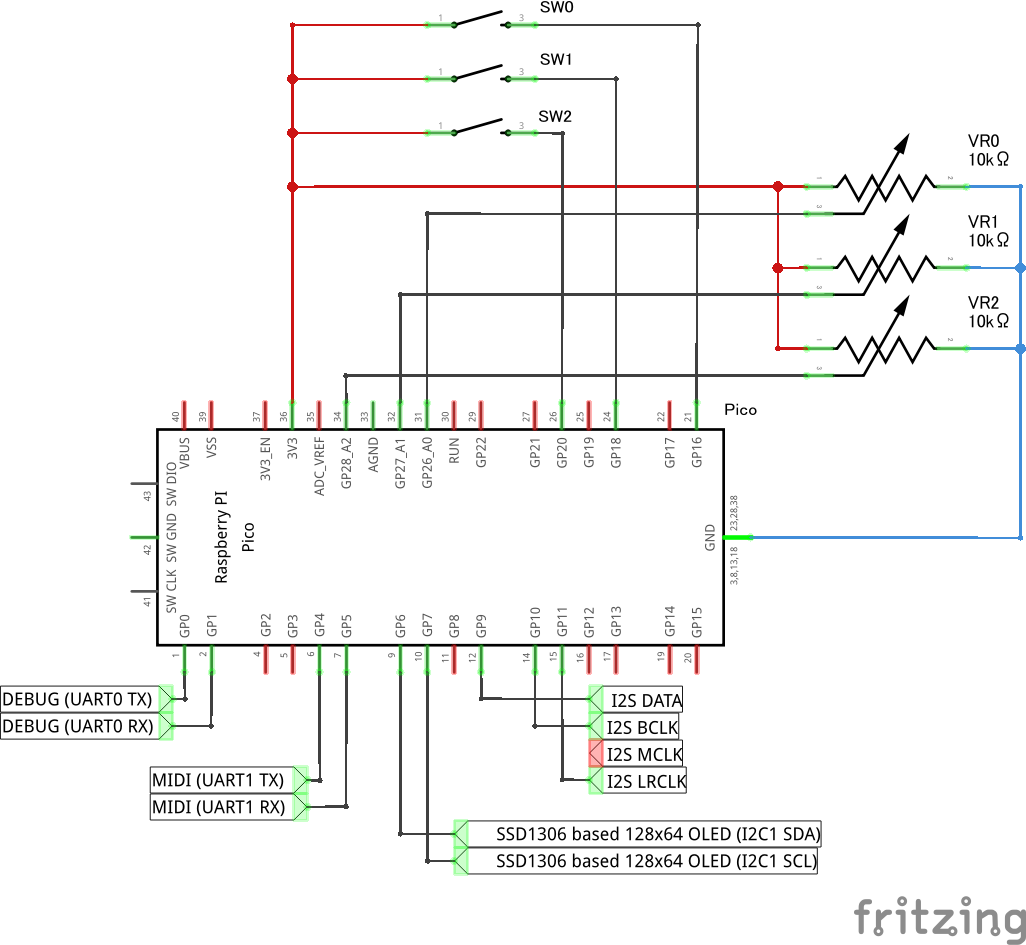 SW0
1 3
SW1
1 3
SW2
1 3
VR0
10kΩ
1 2
3
VR1
10kΩ
1 2
3
VR2
10kΩ
1 2
3
Pico
40 39 37 36 35 34 33 32 31 30 29 27 26 25 24 22 21
VBUS VSS 3V3_EN 3V3 ADC_VREF GP28_A2 AGND GP27_A1 GP26_A0 RUN GP22 GP21 GP20 GP19 GP18 GP17 GP16
43 SW DIO
42 SW GND
41 SW CLK
Raspberry PI
Pico
GND
23,28,38
3,8,13,18
GP0 GP1 GP2 GP3 GP4 GP5 GP6 GP7 GP8 GP9 GP10 GP11 GP12 GP13 GP14 GP15
1 2 4 5 6 7 9 10 11 12 14 15 16 17 19 20
DEBUG (UART0 TX)
DEBUG (UART0 RX)
I2S DATA
I2S BCLK
I2S MCLK
I2S LRCLK
MIDI (UART1 TX)
MIDI (UART1 RX)
SSD1306 based 128x64 OLED (I2C1 SDA)
SSD1306 based 128x64 OLED (I2C1 SCL)
fritzing